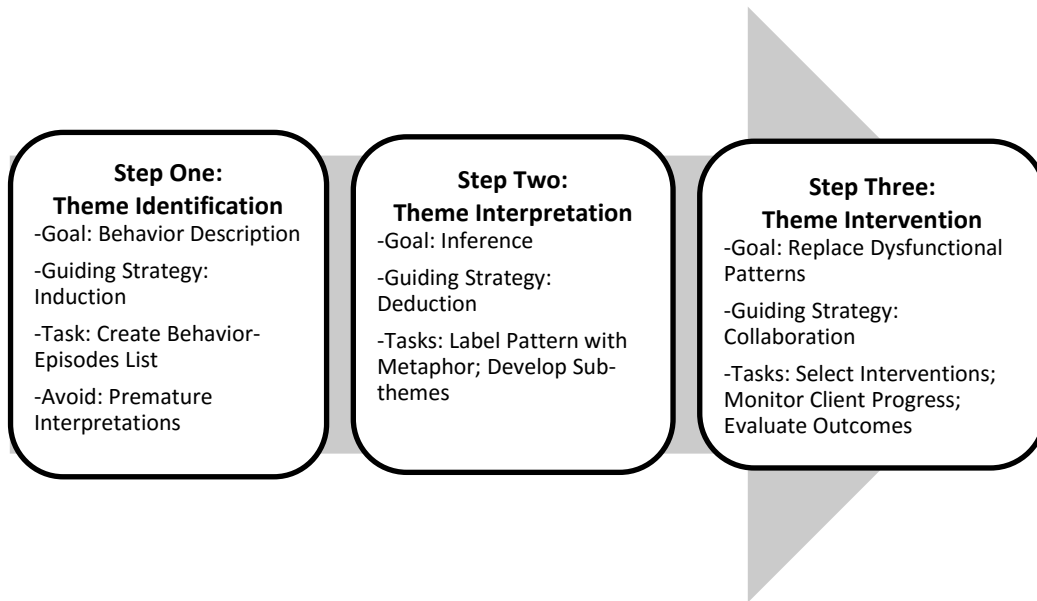 Step One:
Theme Identification
-Goal: Behavior Description
-Guiding Strategy:
Induction
-Task: Create Behavior-
Episodes List
-Avoid: Premature
Interpretations
Step Two:
Theme Interpretation
-Goal: Inference
-Guiding Strategy:
Deduction
-Tasks: Label Pattern with
Metaphor; Develop Sub-
themes
Step Three:
Theme Intervention
-Goal: Replace Dysfunctional
Patterns
-Guiding Strategy:
Collaboration
-Tasks: Select Interventions;
Monitor Client Progress;
Evaluate Outcomes